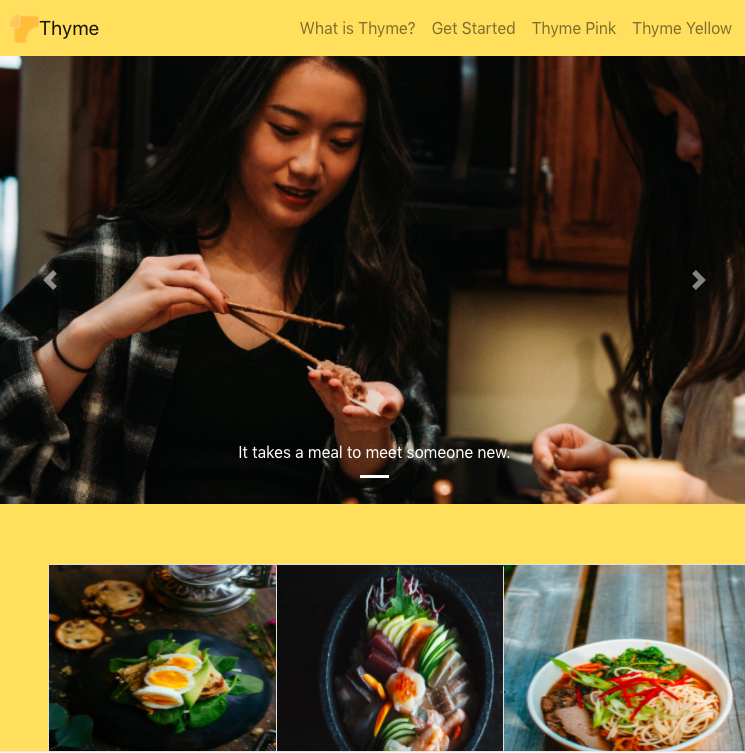 Thyme
What is Thyme? Get Started Thyme Pink Thyme Yellow
It takes a meal to meet someone new.